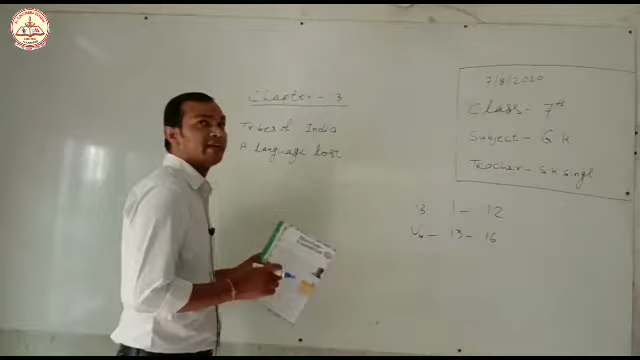 Chapter - 3
Tribes of India
A language lost
7/8/2020
Class - 7th
Subject - G K
Teacher - S K Singh
3 1 - 12
13 - 16